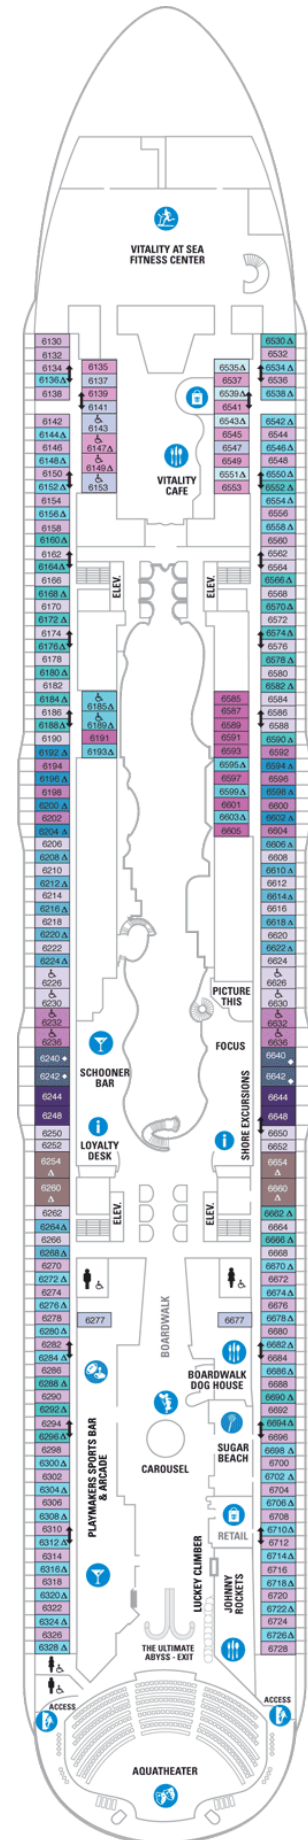 VITALITY AT SEA
FITNESS CENTER
6130
6132
6134
6136 Δ
6138
6135
6137
6139
6141
6143
6147 Δ
6149 Δ
6153
6535 Δ
6537
6539 Δ
6541
6543 Δ
6545
6547
6549
6551 Δ
6553
6530 Δ
6532
6534 Δ
6536
6538 Δ
VITALITY
CAFE
6142
6144 Δ
6146
6148 Δ
6150
6152 Δ
6154
6156 Δ
6158
6160 Δ
6162
6164 Δ
6166
6168 Δ
6170
6172 Δ
6174
6176 Δ
6178
6180 Δ
6182
6184 Δ
6186
6188 Δ
6190
6192 Δ
6194
6196 Δ
6198
6200 Δ
6202
6204 Δ
6206
6208 Δ
6210
6212 Δ
6214
6216 Δ
6218
6220 Δ
6222
6224 Δ
6226
6230
6232
6236
6240
6242
6244
6248
6250
6252
6254
Δ
6260
Δ
6262
6264 Δ
6266
6268 Δ
6270
6272 Δ
6274
6276 Δ
6278
6280 Δ
6282
6284 Δ
6286
6288 Δ
6290
6292 Δ
6294
6296 Δ
6298
6300 Δ
6302
6304 Δ
6306
6308 Δ
6310
6312 Δ
6314
6316 Δ
6318
6320 Δ
6322
6324 Δ
6326
6328 Δ
ELEV.
ELEV.
6185 Δ
6189 Δ
6191
6193 Δ
6585
6587
6589
6591
6593
6595 Δ
6597
6599 Δ
6601
6603 Δ
6605
PICTURE
THIS
FOCUS
SCHOONER
BAR
LOYALTY
DESK
SHORE EXCURSIONS
ELEV.
ELEV.
6277
6677
BOARDWALK
BOARDWALK
DOG HOUSE
PLAYMAKERS SPORTS BAR
& ARCADE
CAROUSEL
SUGAR
BEACH
RETAIL
LUCKEY CLIMBER
JOHNNY
ROCKETS
THE ULTIMATE
ABYSS - EXIT
6542 Δ
6544
6546 Δ
6548
6550 Δ
6552 Δ
6554 Δ
6556
6558 Δ
6560
6562
6564
6566 Δ
6568
6570 Δ
6572
6574 Δ
6576
6578 Δ
6580
6582 Δ
6584
6586
6588
6590 Δ
6592
6594 Δ
6596
6598 Δ
6600
6602 Δ
6604
6606 Δ
6608
6610 Δ
6612
6614 Δ
6616
6618 Δ
6620
6622 Δ
6624
6626
6630
6632
6636
6640
6642
6644
6648
6650
6652
6654
Δ
6660
Δ
6662 Δ
6664
6666 Δ
6668
6670 Δ
6672
6674 Δ
6676
6678 Δ
6680
6682 Δ
6684
6686 Δ
6688
6690 Δ
6692
6694 Δ
6696
6698 Δ
6700
6702 Δ
6704
6706 Δ
6708
6710 Δ
6712
6714 Δ
6716
6718 Δ
6720
6722 Δ
6724
6726 Δ
6728
ACCESS
ACCESS
AQUATHEATER